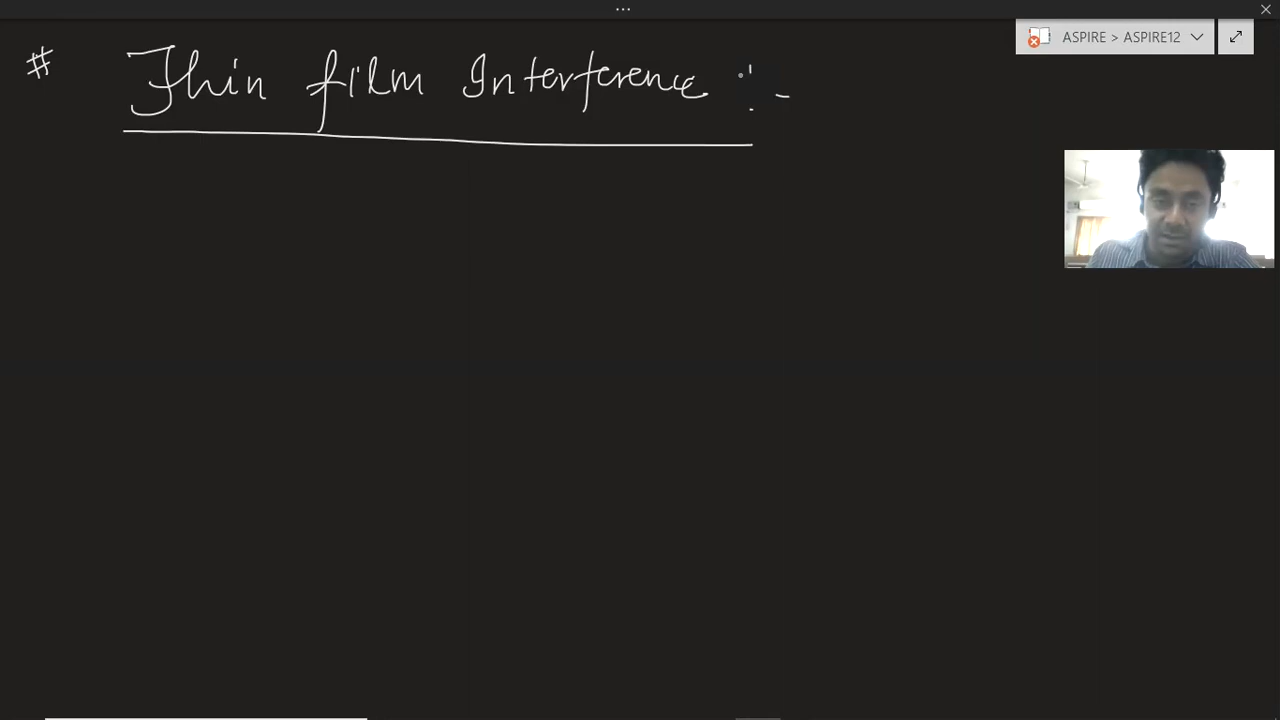 # Thin film Interference :-
ASPIRE > ASPIRE12